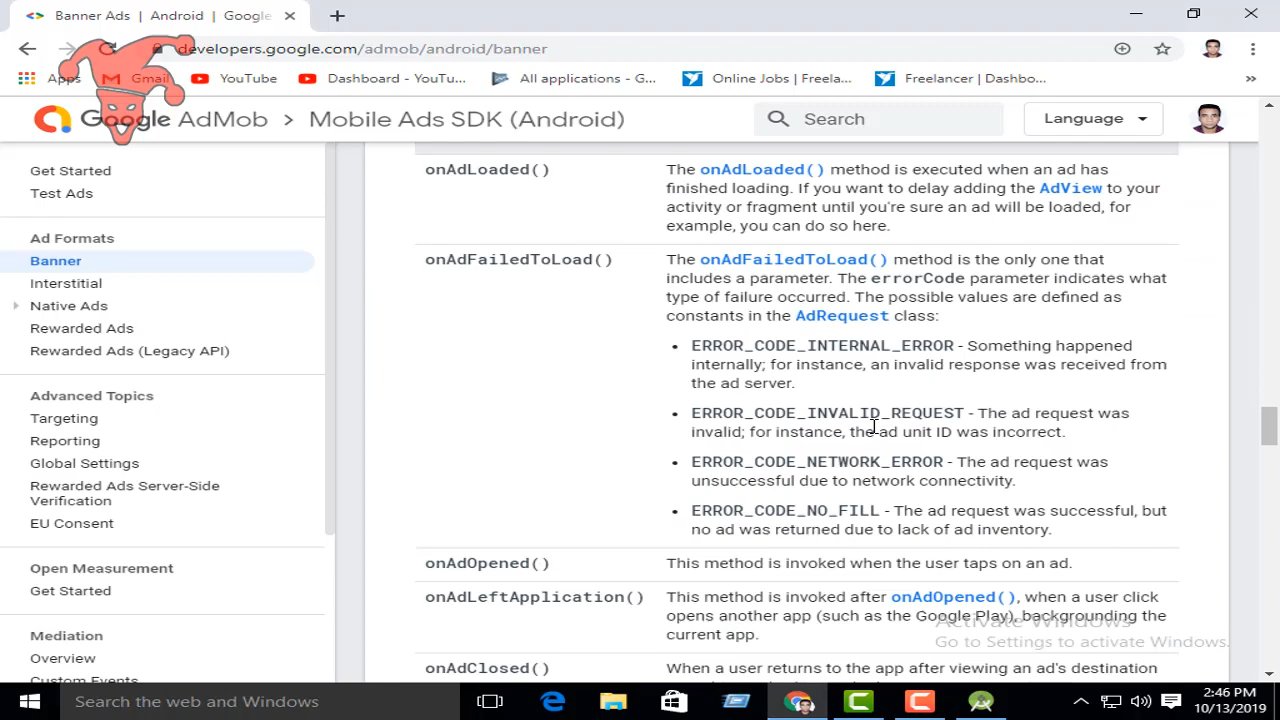 Banner Ads | Android | Google
developers.google.com/admob/android/banner
Apps Gmail YouTube Dashboard - YouTu... All applications - G... Online Jobs | Freela... Freelancer | Dashbo... »
Google AdMob > Mobile Ads SDK (Android) Search Language
Get Started
Test Ads
Ad Formats
Banner
Interstitial
Native Ads
Rewarded Ads
Rewarded Ads (Legacy API)
Advanced Topics
Targeting
Reporting
Global Settings
Rewarded Ads Server-Side
Verification
EU Consent
Open Measurement
Get Started
Mediation
Overview
Custom Events
onAdLoaded() The onAdLoaded() method is executed when an ad has
finished loading. If you want to delay adding the AdView to your
activity or fragment until you're sure an ad will be loaded, for
example, you can do so here.
onAdFailedToLoad() The onAdFailedToLoad() method is the only one that
includes a parameter. The errorCode parameter indicates what
type of failure occurred. The possible values are defined as
constants in the AdRequest class:
• ERROR_CODE_INTERNAL_ERROR - Something happened
internally; for instance, an invalid response was received from
the ad server.
• ERROR_CODE_INVALID_REQUEST - The ad request was
invalid; for instance, the ad unit ID was incorrect.
• ERROR_CODE_NETWORK_ERROR - The ad request was
unsuccessful due to network connectivity.
• ERROR_CODE_NO_FILL - The ad request was successful, but
no ad was returned due to lack of ad inventory.
onAdOpened() This method is invoked when the user taps on an ad.
onAdLeftApplication() This method is invoked after onAdOpened(), when a user click
opens another app (such as the Google Play), backgrounding the
current app.
onAdClosed() When a user returns to the app after viewing an ad's destination
Activate Windows
Go to Settings to activate Windows.
Search the web and Windows
2:46 PM
10/13/2019